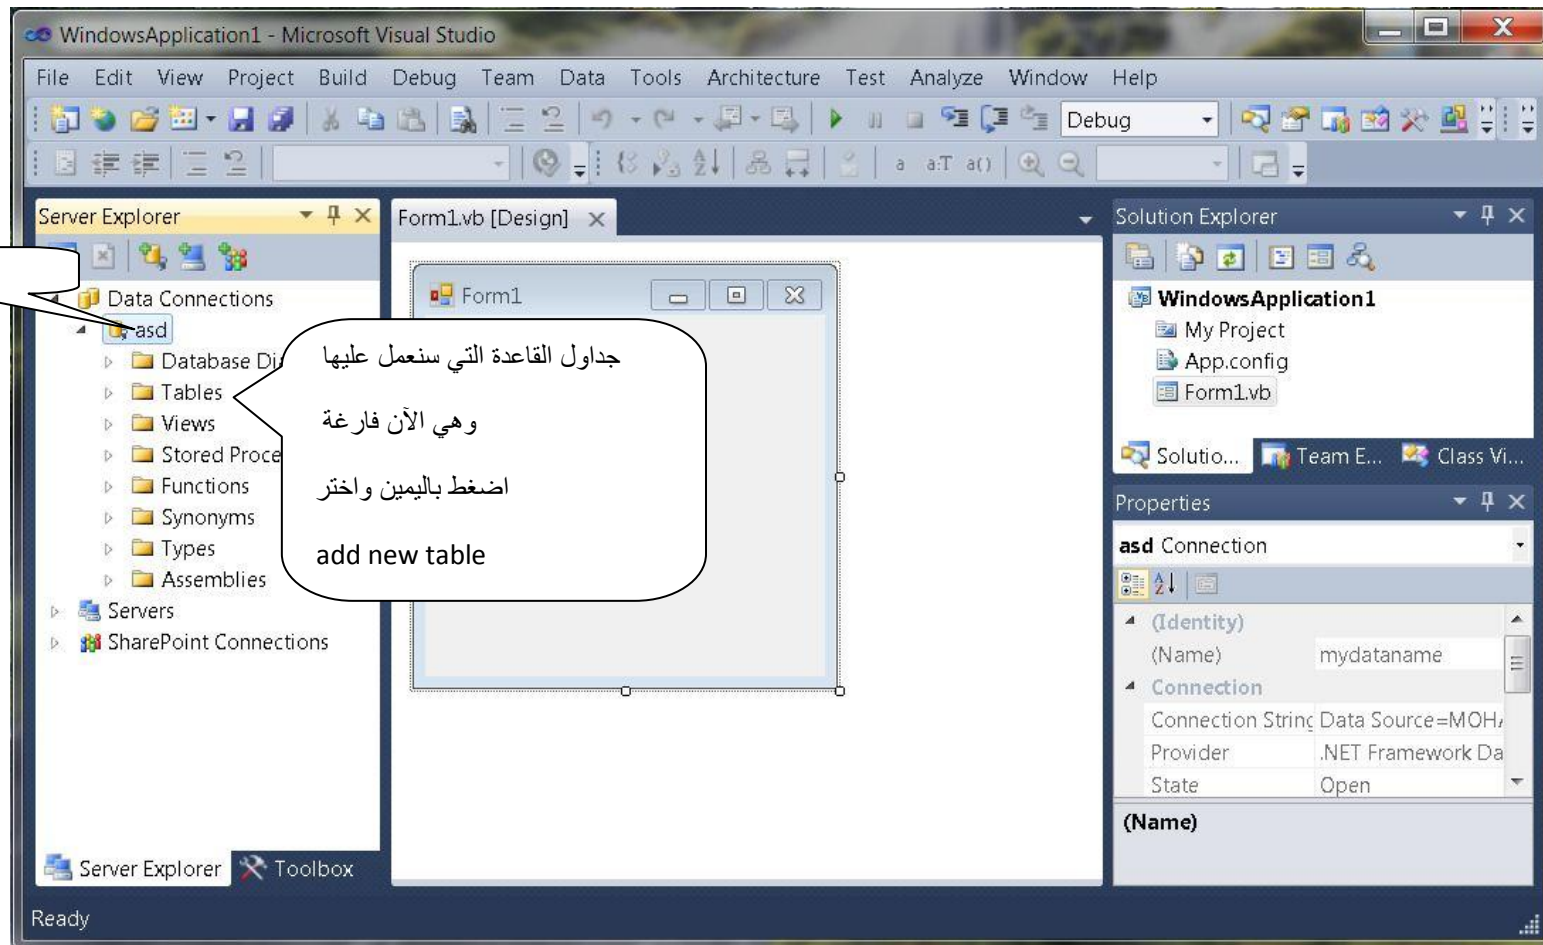 WindowsApplication1 - Microsoft Visual Studio
File Edit View Project Build Debug Team Data Tools Architecture Test Analyze Window Help
Debug
a a:T a()
Server Explorer
Data Connections
asd
Database Di
Tables
Views
Stored Proce
Functions
Synonyms
Types
Assemblies
Servers
SharePoint Connections
Server Explorer Toolbox
Form1.vb [Design]
Form1
جداول القاعدة التي سنعمل عليها
وهي الآن فارغة
اضغط باليمين واختر
add new table
Solution Explorer
WindowsApplication1
My Project
App.config
Form1.vb
Solutio... Team E... Class Vi...
Properties
asd Connection
(Identity)
(Name) mydataname
Connection
Connection String Data Source=MOHA
Provider .NET Framework Da
State Open
(Name)
Ready